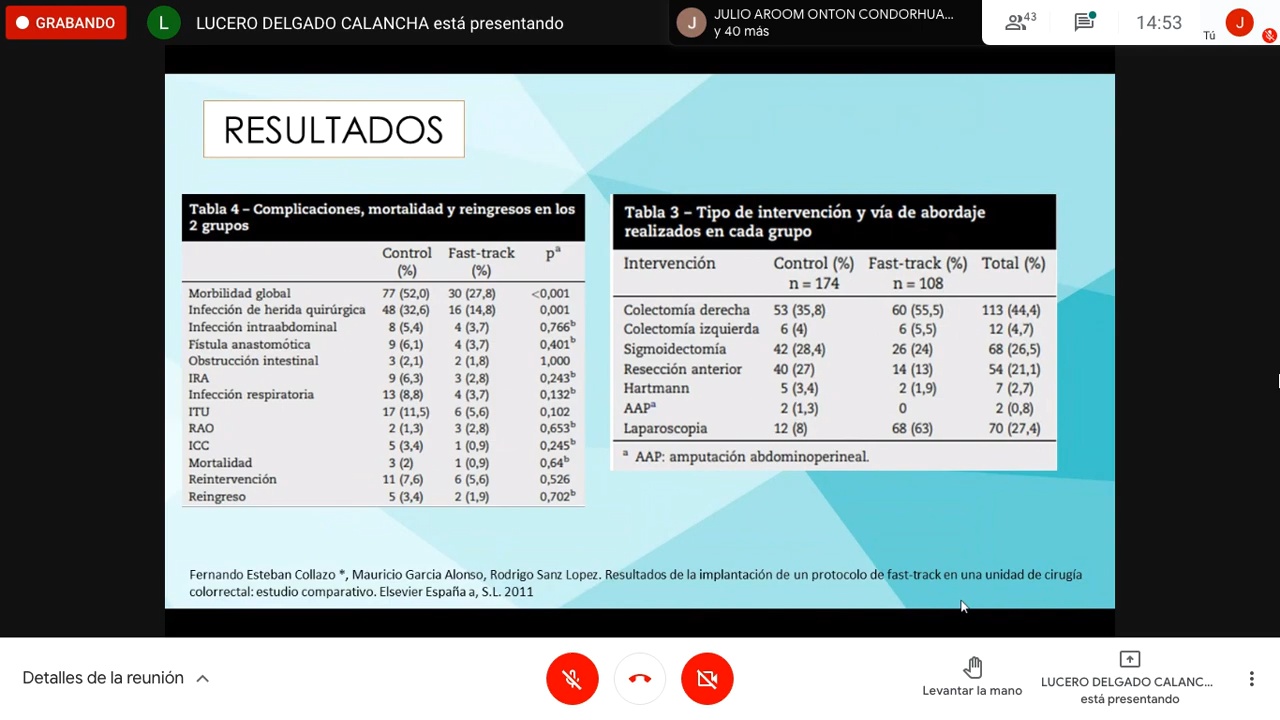 GRABANDO
L
LUCERO DELGADO CALANCHA está presentando
J
JULIO AROOM ONTON CONDORHUA...
y 40 más
43
14:53
Tú
J
RESULTADOS
Tabla 4 – Complicaciones, mortalidad y reingresos en los
2 grupos
Control (%) Fast-track (%) pᵃ
Morbilidad global 77 (52,0) 30 (27,8) <0,001
Infección de herida quirúrgica 48 (32,6) 16 (14,8) 0,001
Infección intraabdominal 8 (5,4) 4 (3,7) 0,766ᵇ
Fístula anastomótica 9 (6,1) 4 (3,7) 0,401ᵇ
Obstrucción intestinal 3 (2,1) 2 (1,8) 1,000
IRA 9 (6,3) 3 (2,8) 0,243ᵇ
Infección respiratoria 13 (8,8) 4 (3,7) 0,132ᵇ
ITU 17 (11,5) 6 (5,6) 0,102
RAO 2 (1,3) 3 (2,8) 0,653ᵇ
ICC 5 (3,4) 1 (0,9) 0,245ᵇ
Mortalidad 3 (2) 1 (0,9) 0,64ᵇ
Reintervención 11 (7,6) 6 (5,6) 0,526
Reingreso 5 (3,4) 2 (1,9) 0,702ᵇ
Tabla 3 – Tipo de intervención y vía de abordaje
realizados en cada grupo
Intervención Control (%) Fast-track (%) Total (%)
n = 174 n = 108
Colectomía derecha 53 (35,8) 60 (55,5) 113 (44,4)
Colectomía izquierda 6 (4) 6 (5,5) 12 (4,7)
Sigmoidectomía 42 (28,4) 26 (24) 68 (26,5)
Resección anterior 40 (27) 14 (13) 54 (21,1)
Hartmann 5 (3,4) 2 (1,9) 7 (2,7)
AAPᵃ 2 (1,3) 0 2 (0,8)
Laparoscopia 12 (8) 68 (63) 70 (27,4)
ᵃ AAP: amputación abdominoperineal.
Fernando Esteban Collazo *, Mauricio Garcia Alonso, Rodrigo Sanz Lopez. Resultados de la implantación de un protocolo de fast-track en una unidad de cirugía
colorrectal: estudio comparativo. Elsevier España a, S.L. 2011
Detalles de la reunión
Levantar la mano
LUCERO DELGADO CALANC...
está presentando